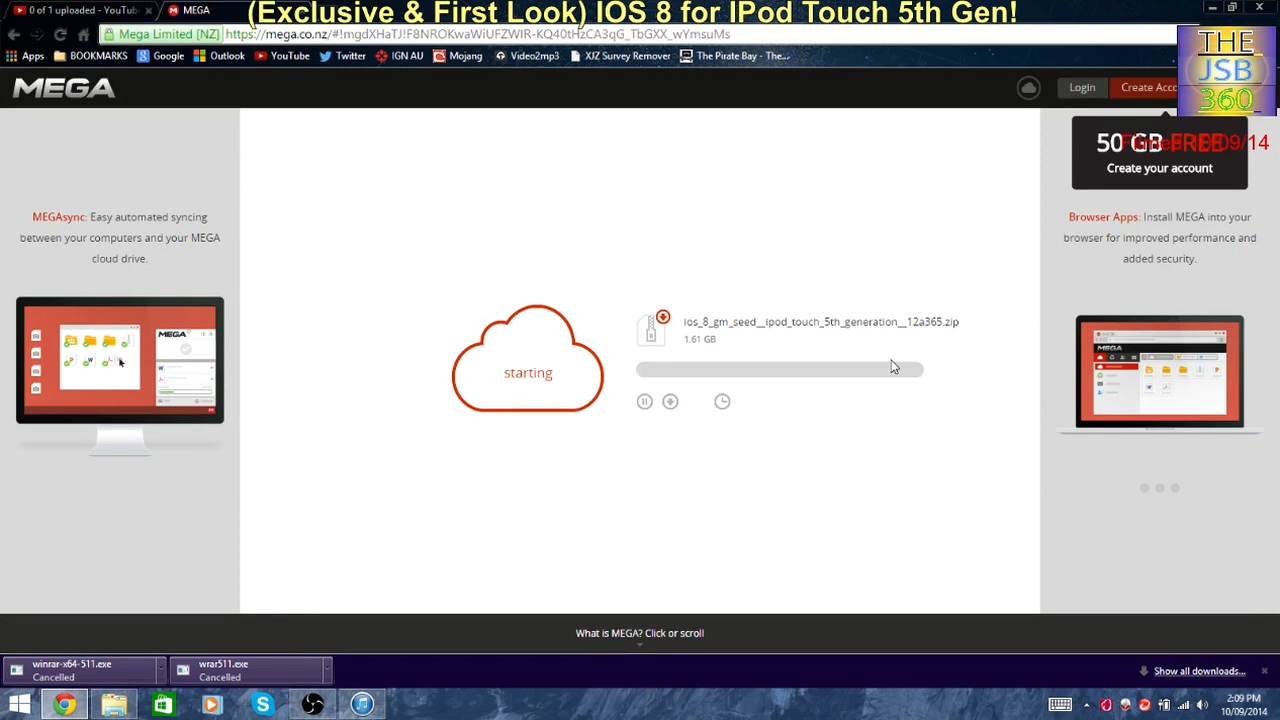 (Exclusive & First Look) IOS 8 for IPod Touch 5th Gen!
0 of 1 uploaded - YouTub
MEGA
Mega Limited [NZ]
https://mega.co.nz/#!mgdXHaTJ!F8NROKwaWiUFZWIR-KQ40tHzCA3qG_TbGXX_wYmsuMs
Apps
BOOKMARKS
Google
Outlook
YouTube
Twitter
IGN AU
Mojang
Video2mp3
XJZ Survey Remover
The Pirate Bay - The...
THE
JSB
360
MEGA
Login
Create Acco
50 GB FREE
Create your account
MEGAsync: Easy automated syncing
between your computers and your MEGA
cloud drive.
Browser Apps: Install MEGA into your
browser for improved performance and
added security.
starting
ios_8_gm_seed__ipod_touch_5th_generation__12a365.zip
1.61 GB
What is MEGA? Click or scroll
winrar-x64-511.exe
Cancelled
wrar511.exe
Cancelled
Show all downloads...
2:09 PM
10/09/2014